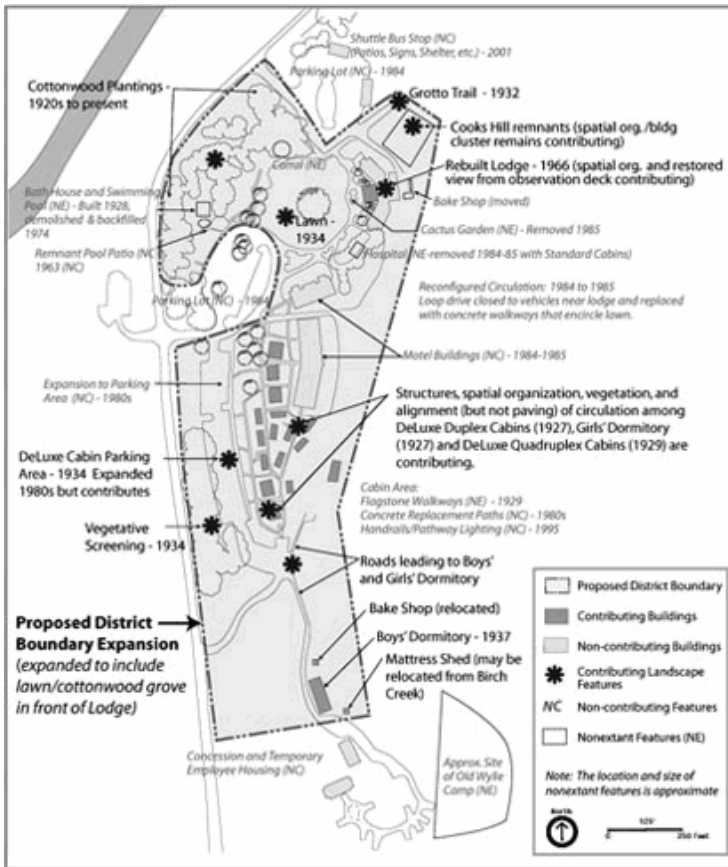 Shuttle Bus Stop (NC)
(Patios, Signs, Shelter, etc.) - 2001
Parking Lot (NC) - 1984
Cottonwood Plantings -
1920s to present
Grotto Trail - 1932
Cooks Hill remnants (spatial org./bldg
cluster remains contributing)
Corral (NE)
Rebuilt Lodge - 1966 (spatial org. and restored
view from observation deck contributing)
Bath House and Swimming
Pool (NE) - Built 1928,
demolished & backfilled
1974
Bake Shop (moved)
Lawn -
1934
Cactus Garden (NE) - Removed 1985
Remnant Pool Patio (NC)
1963 (NC)
Hospital (NE-removed 1984-85 with Standard Cabins)
Parking Lot (NC) - 1984
Reconfigured Circulation: 1984 to 1985
Loop drive closed to vehicles near lodge and replaced
with concrete walkways that encircle lawn.
Motel Buildings (NC) - 1984-1985
Expansion to Parking
Area (NC) - 1980s
Structures, spatial organization, vegetation, and
alignment (but not paving) of circulation among
DeLuxe Duplex Cabins (1927), Girls' Dormitory
(1927) and DeLuxe Quadruplex Cabins (1929) are
contributing.
DeLuxe Cabin Parking
Area - 1934 Expanded
1980s but contributes
Cabin Area:
Flagstone Walkways (NE) - 1929
Concrete Replacement Paths (NC) - 1980s
Handrails/Pathway Lighting (NC) - 1995
Vegetative
Screening - 1934
Roads leading to Boys'
and Girls' Dormitory
Proposed District
Boundary Expansion
(expanded to include
lawn/cottonwood grove
in front of Lodge)
Bake Shop (relocated)
Boys' Dormitory - 1937
Mattress Shed (may be
relocated from Birch
Creek)
Concession and Temporary
Employee Housing (NC)
Approx. Site
of Old Wylie
Camp (NE)
Proposed District Boundary
Contributing Buildings
Non-contributing Buildings
Contributing Landscape
Features
NC Non-contributing Features
Nonextant Features (NE)
Note: The location and size of
nonextant features is approximate
North
0 125' 250 Feet